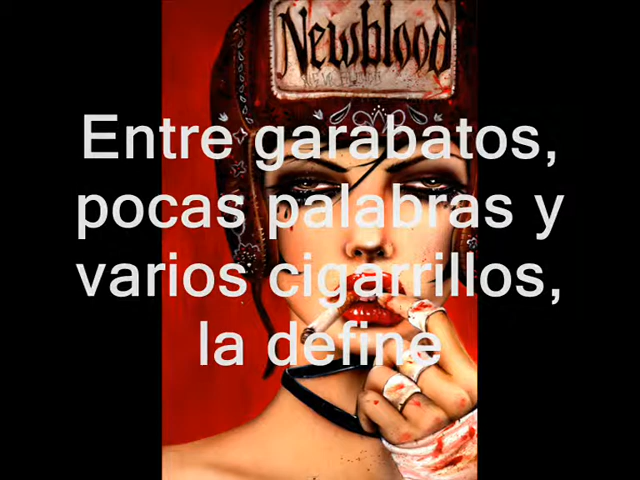 Newblood
Entre garabatos,
pocas palabras y
varios cigarrillos,
la define